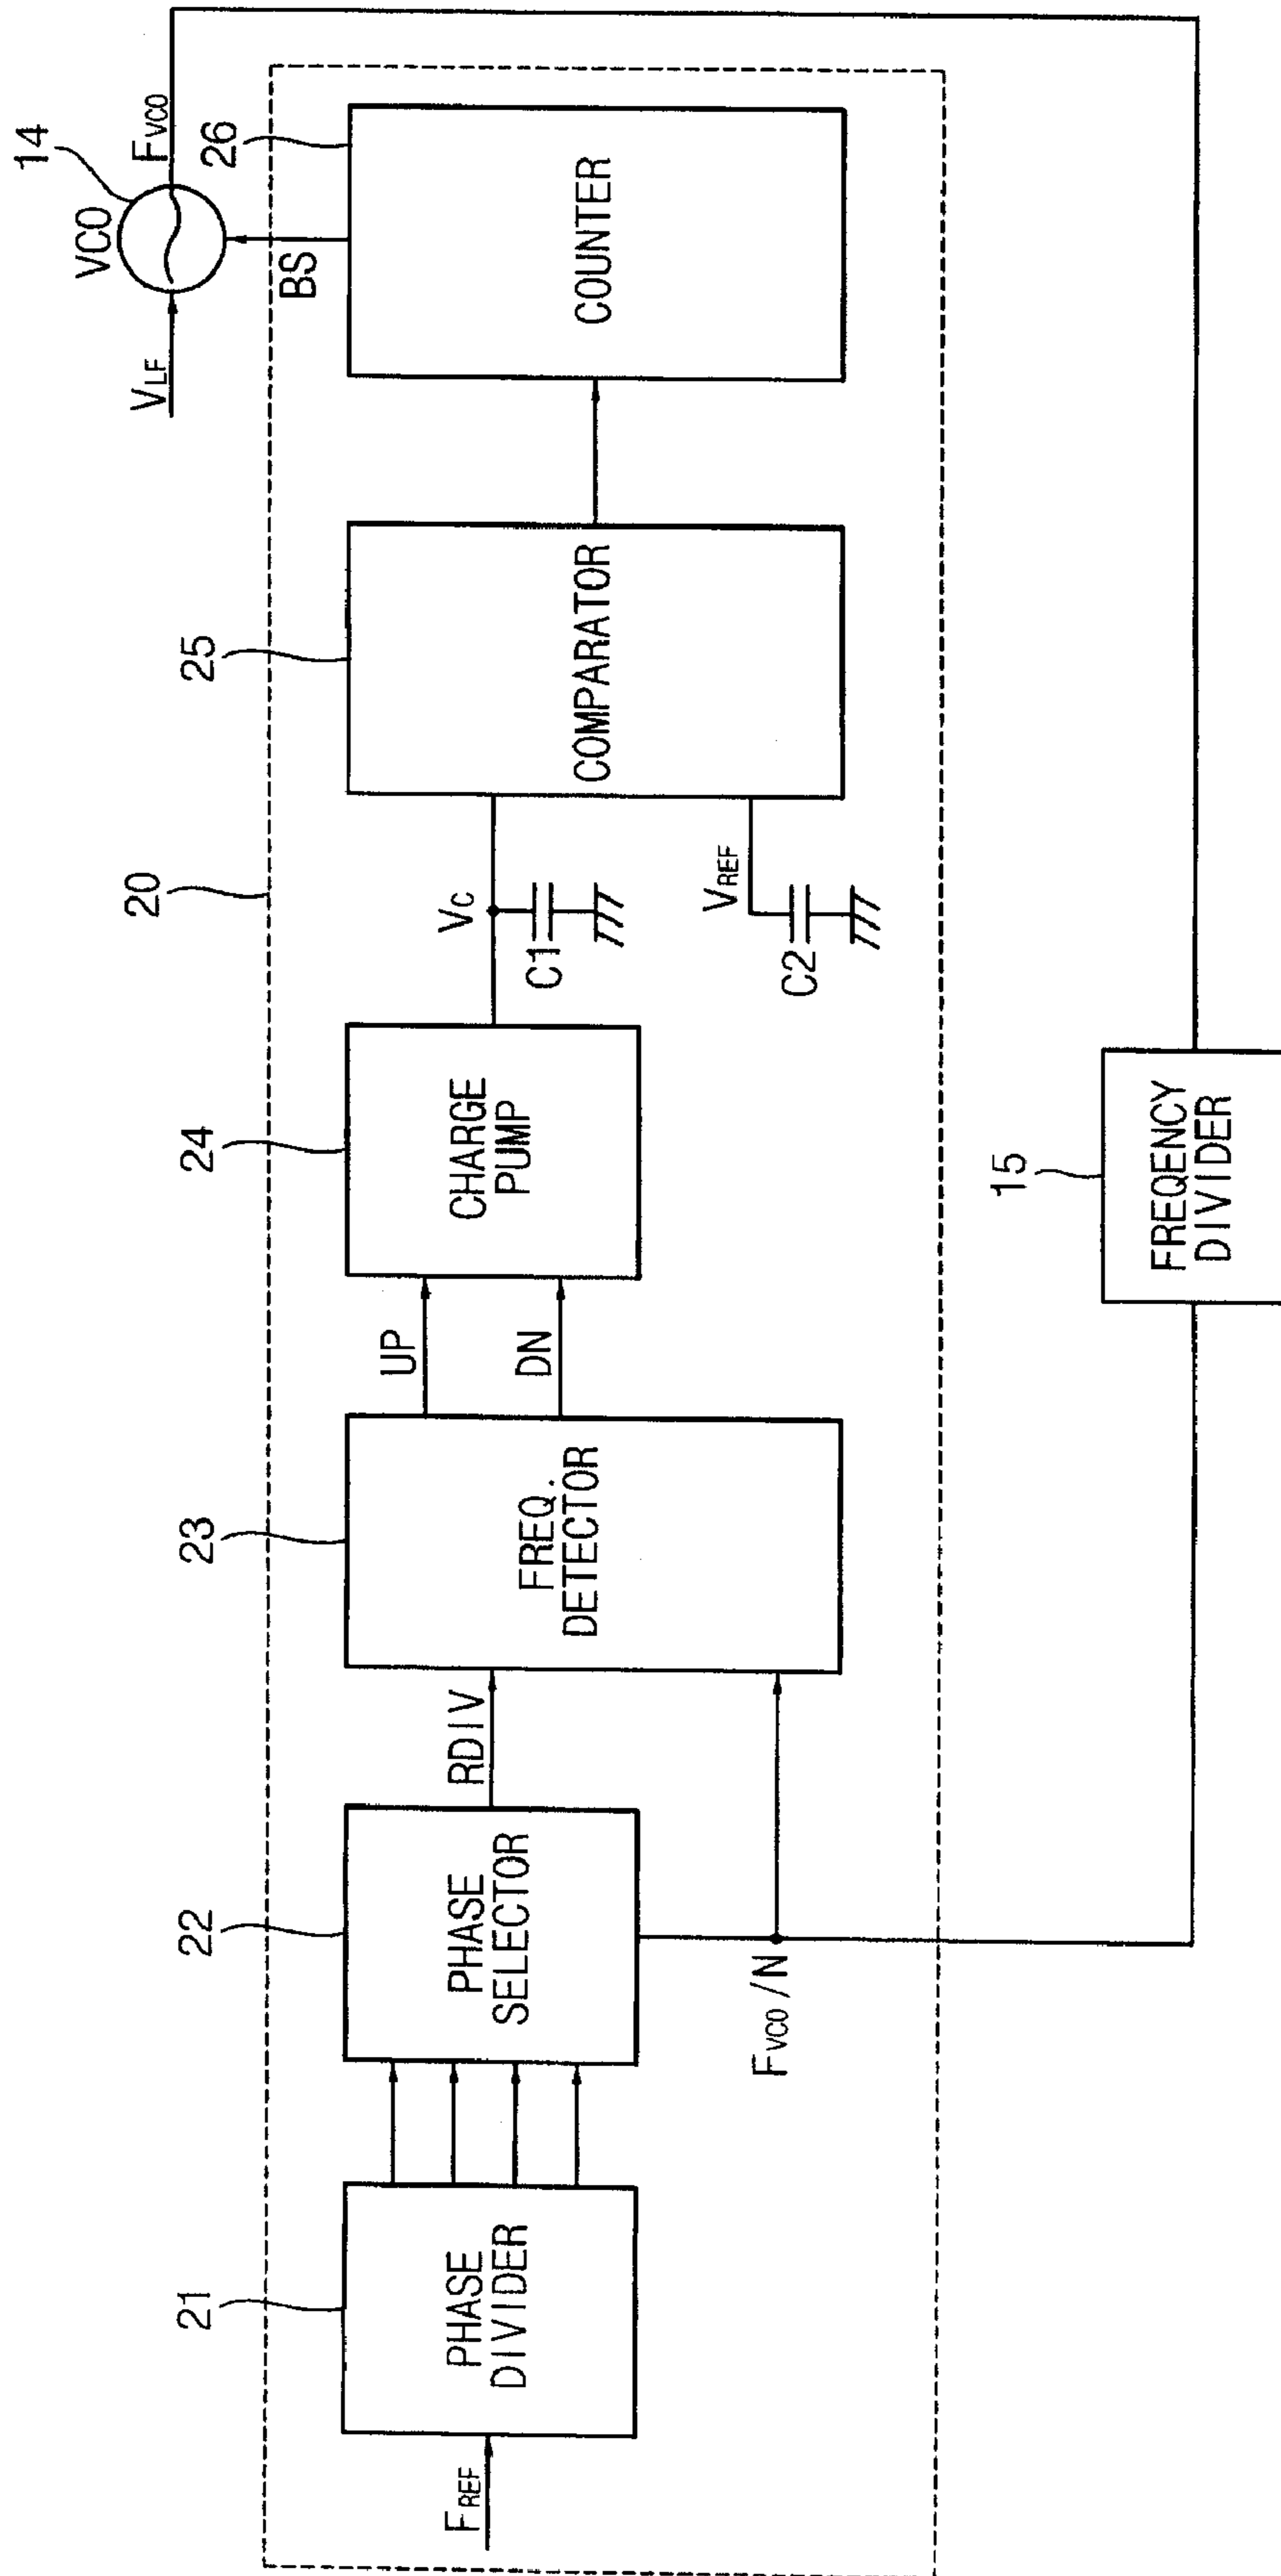 14
VCO
FVCO
VLF
BS
26
COUNTER
25
COMPARATOR
20
VC
C1
VREF
C2
24
CHARGE
PUMP
UP
DN
23
FREQ.
DETECTOR
RDIV
22
PHASE
SELECTOR
FVCO/N
21
PHASE
DIVIDER
FREF
15
FREQENCY
DIVIDER